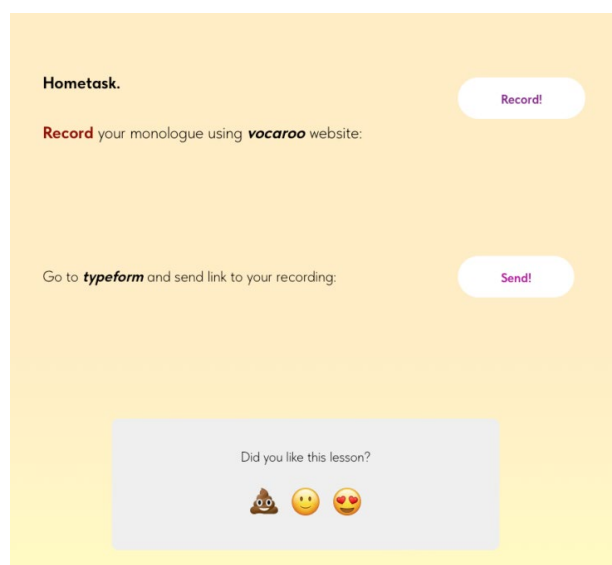 Hometask.
Record!
Record your monologue using vocaroo website:
Go to typeform and send link to your recording:
Send!
Did you like this lesson?